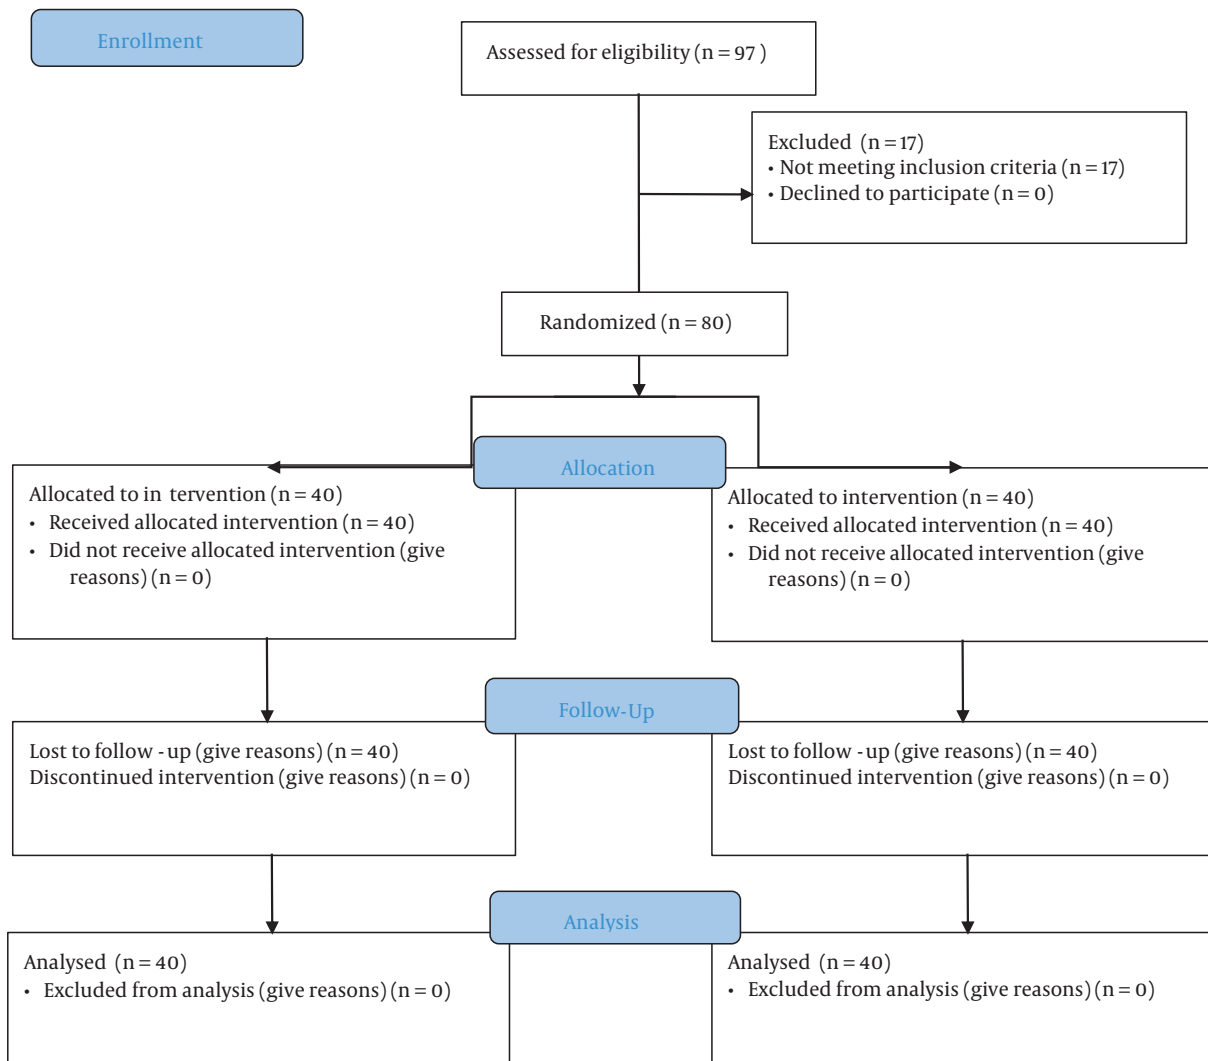 Enrollment
Assessed for eligibility (n = 97 )
Excluded (n = 17)
• Not meeting inclusion criteria (n = 17)
• Declined to participate (n = 0)
Randomized (n = 80)
Allocation
Allocated to in tervention (n = 40)
• Received allocated intervention (n = 40)
• Did not receive allocated intervention (give
reasons) (n = 0)
Allocated to intervention (n = 40)
• Received allocated intervention (n = 40)
• Did not receive allocated intervention (give
reasons) (n = 0)
Follow-Up
Lost to follow - up (give reasons) (n = 40)
Discontinued intervention (give reasons) (n = 0)
Lost to follow - up (give reasons) (n = 40)
Discontinued intervention (give reasons) (n = 0)
Analysis
Analysed (n = 40)
• Excluded from analysis (give reasons) (n = 0)
Analysed (n = 40)
• Excluded from analysis (give reasons) (n = 0)